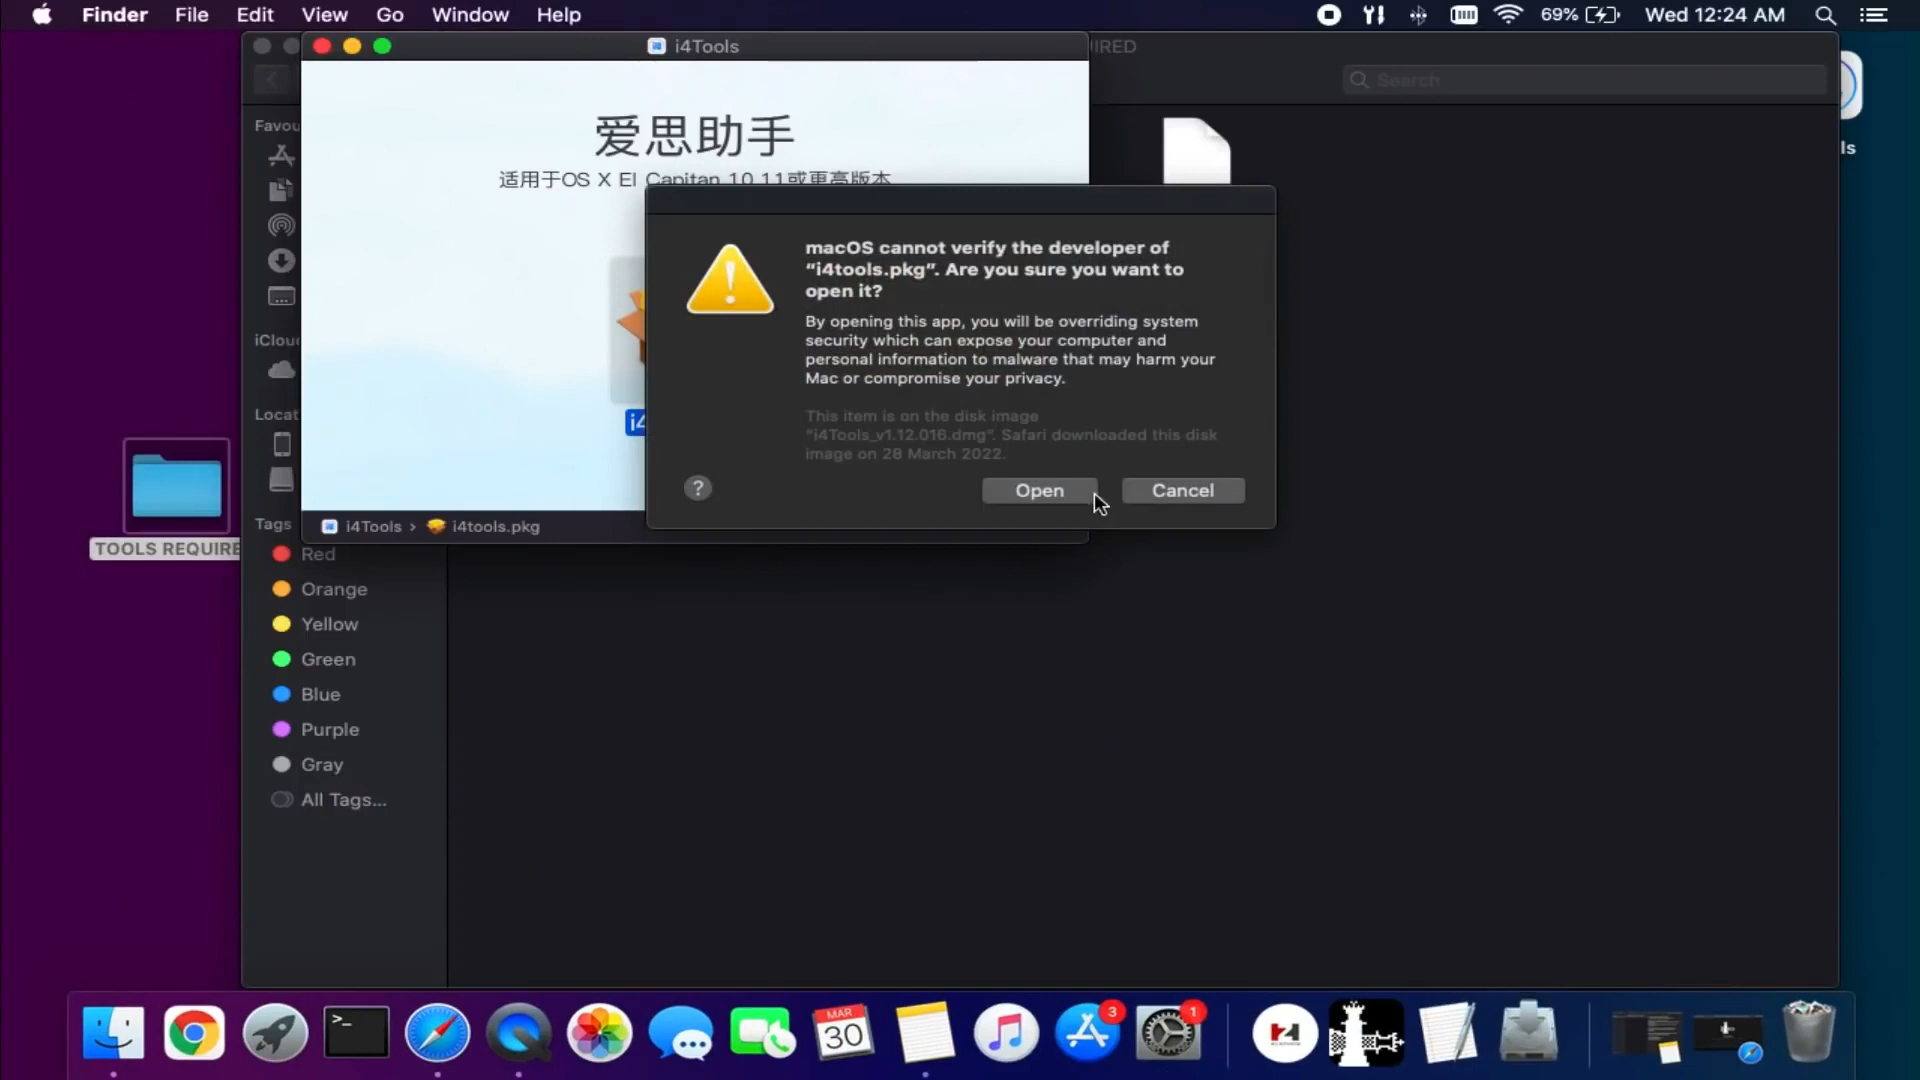 Finder File Edit View Go Window Help
69% Wed 12:24 AM
i4Tools
IRED
Search
Favou
爱思助手
适用于OS X El Capitan 10.11或更高版本
ls
macOS cannot verify the developer of
“i4tools.pkg”. Are you sure you want to
open it?
By opening this app, you will be overriding system
security which can expose your computer and
personal information to malware that may harm your
Mac or compromise your privacy.
This item is on the disk image
“i4Tools_v1.12.016.dmg”. Safari downloaded this disk
image on 28 March 2022.
?
Open
Cancel
iClou
Locat
i4
i4Tools › i4tools.pkg
TOOLS REQUIRE
Tags
Red
Orange
Yellow
Green
Blue
Purple
Gray
All Tags...
>_
MAR
30
3
1